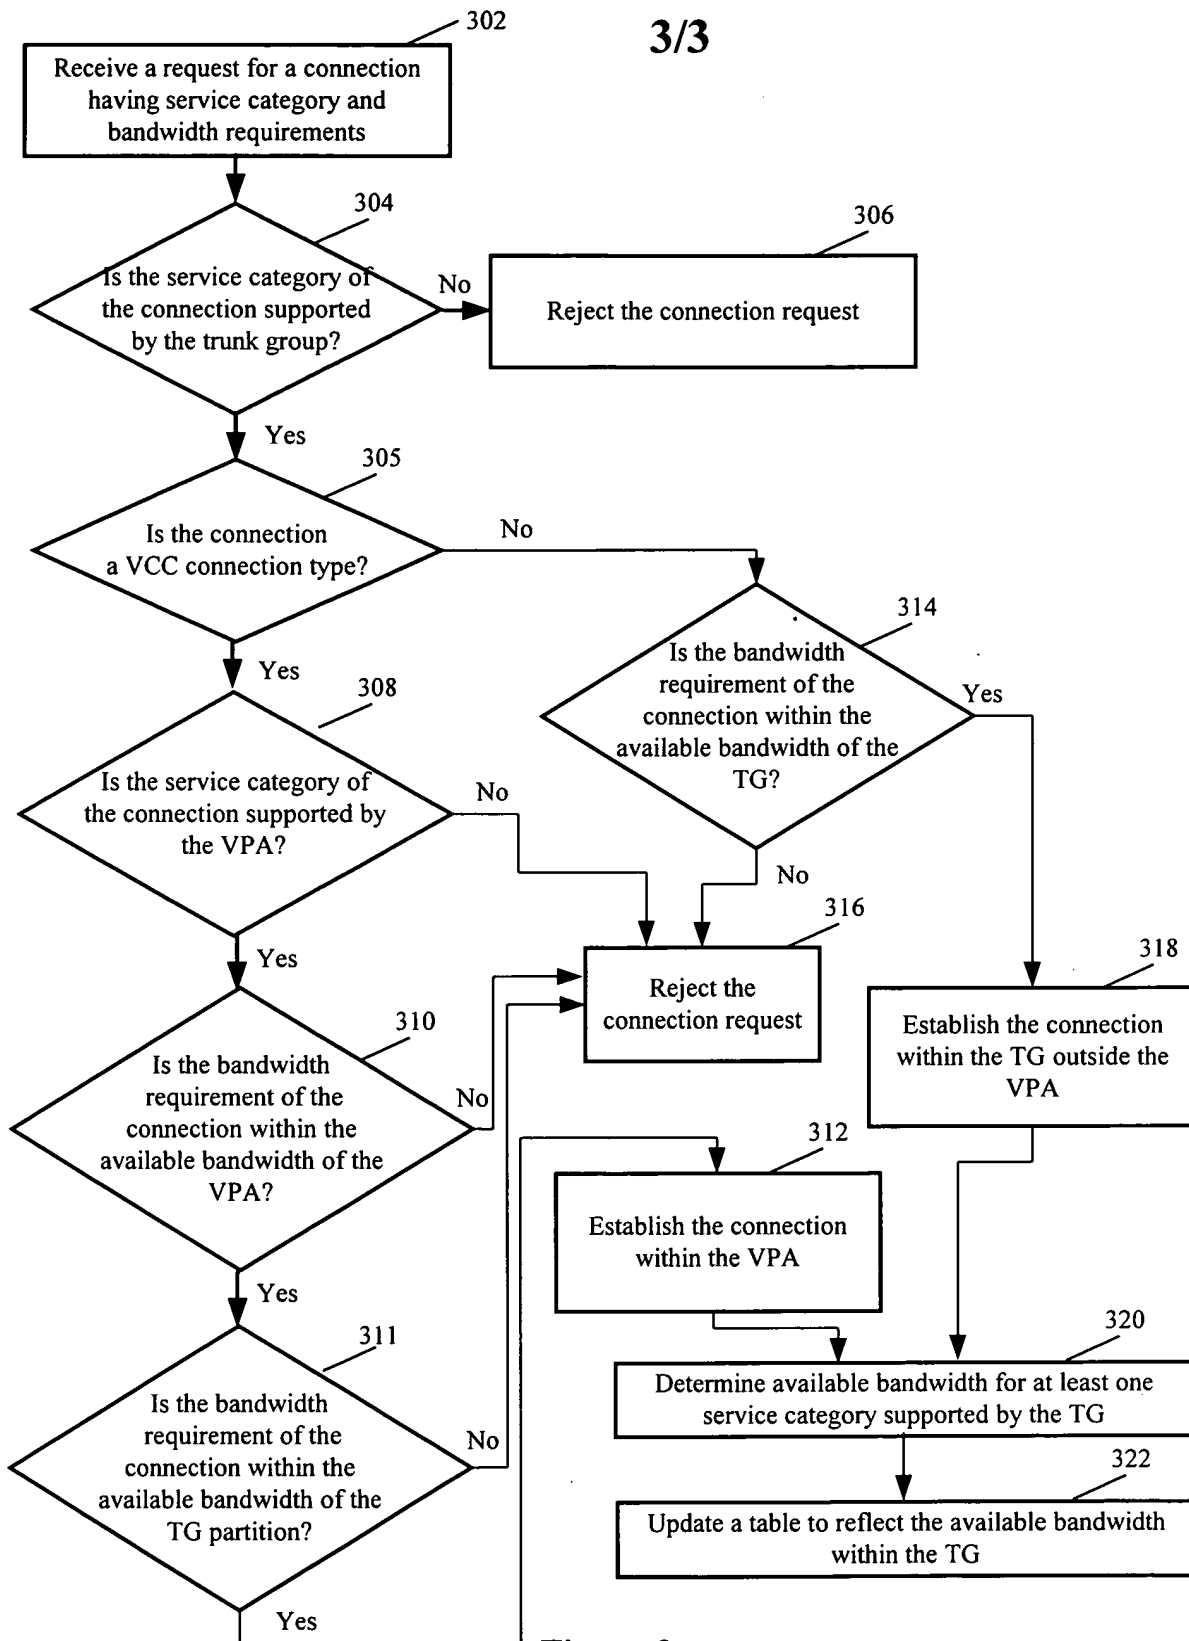 302
3/3
Receive a request for a connection
having service category and
bandwidth requirements
304
Is the service category of
the connection supported
by the trunk group?
No
306
Reject the connection request
Yes
305
Is the connection
a VCC connection type?
No
314
Is the bandwidth
requirement of the
connection within the
available bandwidth of the
TG?
Yes
Yes
308
Is the service category of
the connection supported by
the VPA?
No
No
316
Reject the
connection request
318
Establish the connection
within the TG outside the
VPA
Yes
310
Is the bandwidth
requirement of the
connection within the
available bandwidth of the
VPA?
No
312
Establish the connection
within the VPA
Yes
311
Is the bandwidth
requirement of the
connection within the
available bandwidth of the
TG partition?
No
320
Determine available bandwidth for at least one
service category supported by the TG
322
Update a table to reflect the available bandwidth
within the TG
Yes